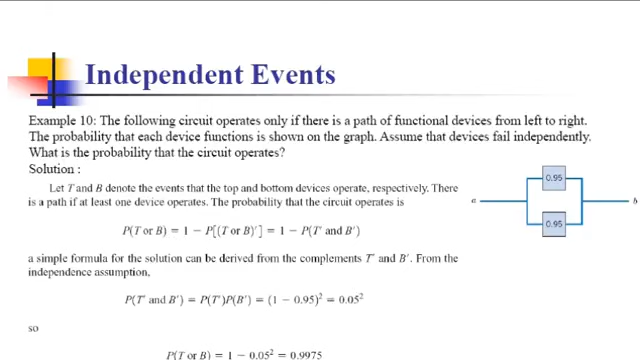 Independent Events
Example 10: The following circuit operates only if there is a path of functional devices from left to right.
The probability that each device functions is shown on the graph. Assume that devices fail independently.
What is the probability that the circuit operates?
Solution :
Let T and B denote the events that the top and bottom devices operate, respectively. There
is a path if at least one device operates. The probability that the circuit operates is
P(T or B) = 1 − P[(T or B)′] = 1 − P(T′ and B′)
a simple formula for the solution can be derived from the complements T′ and B′. From the
independence assumption,
P(T′ and B′) = P(T′)P(B′) = (1 − 0.95)² = 0.05²
so
P(T or B) = 1 − 0.05² = 0.9975
0.95
a
b
0.95